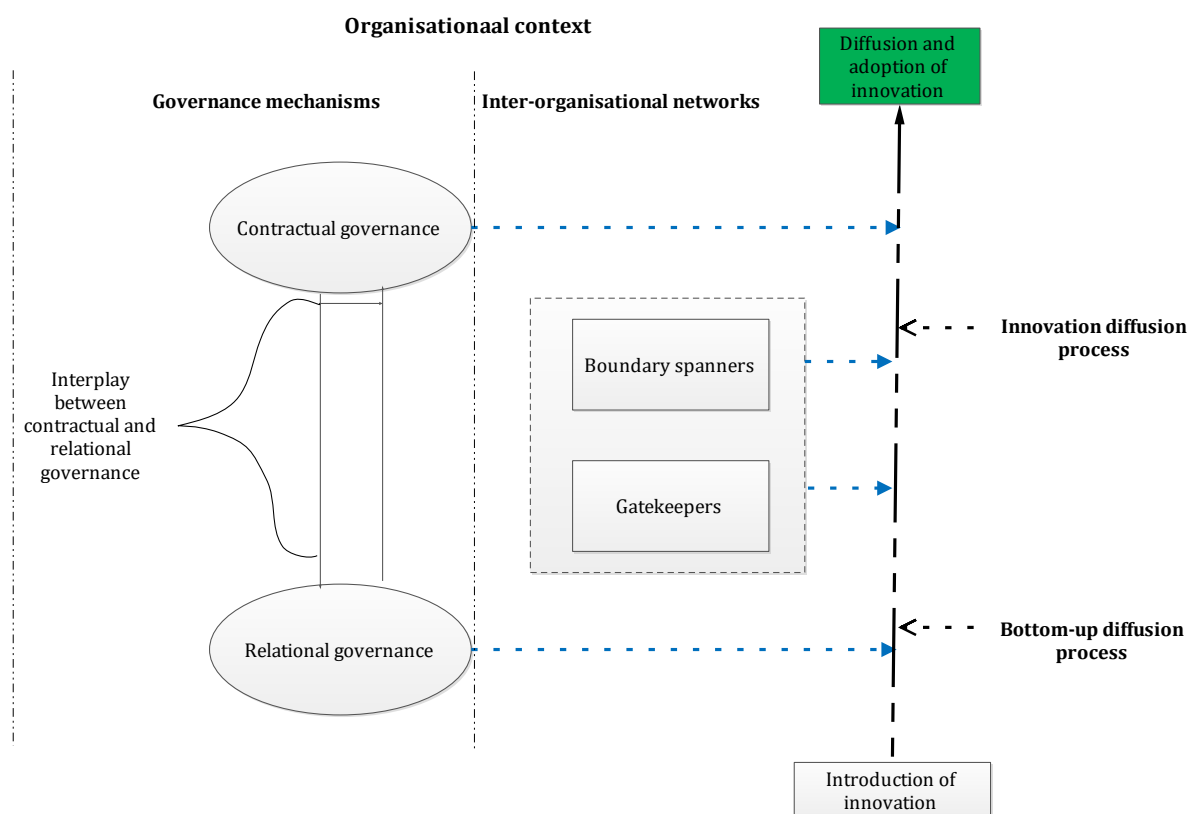 Organisationaal context
Diffusion and
adoption of
innovation
Governance mechanisms
Inter-organisational networks
Contractual governance
Innovation diffusion
process
Boundary spanners
Interplay
between
contractual and
relational
governance
Gatekeepers
Bottom-up diffusion
process
Relational governance
Introduction of
innovation